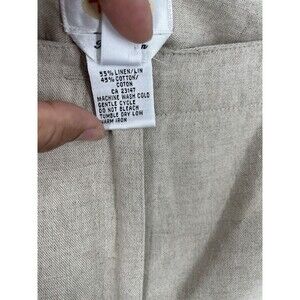 55% LINEN/LIN
45% COTTON/
COTON
CA 23147
MACHINE WASH COLD
GENTLE CYCLE
DO NOT BLEACH
TUMBLE DRY LOW
WARM IRON